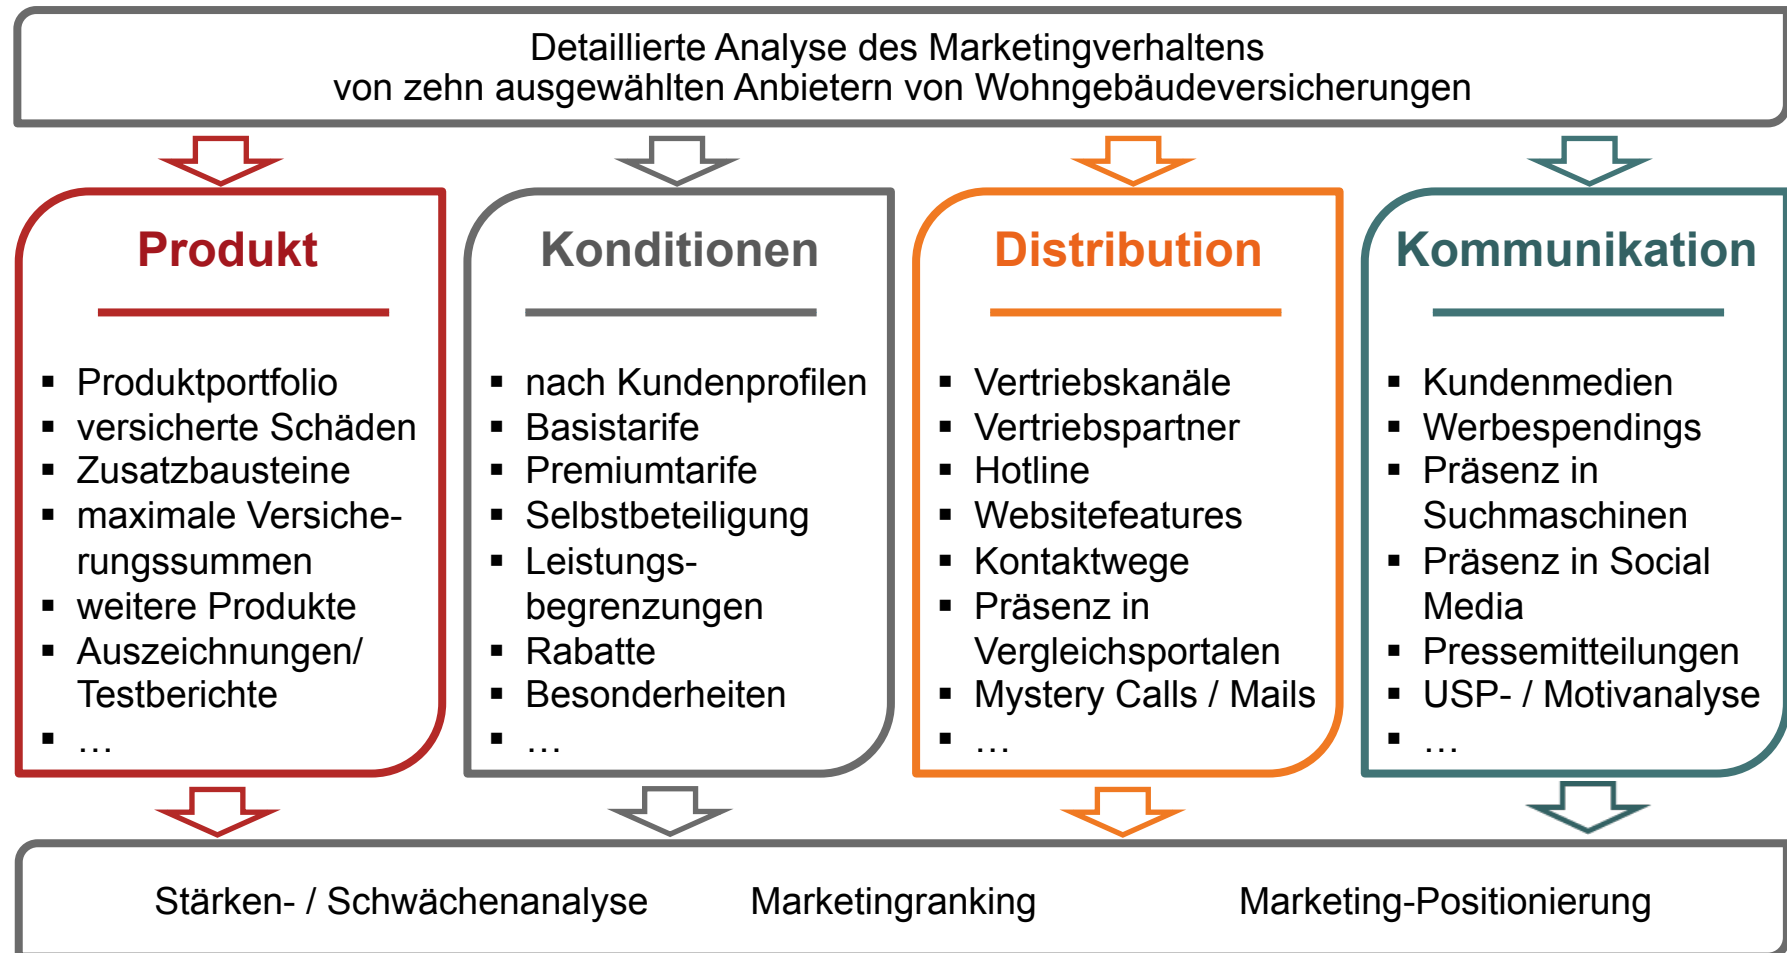 Detaillierte Analyse des Marketingverhaltens
von zehn ausgewählten Anbietern von Wohngebäudeversicherungen
Produkt
▪ Produktportfolio
▪ versicherte Schäden
▪ Zusatzbausteine
▪ maximale Versiche-
rungssummen
▪ weitere Produkte
▪ Auszeichnungen/
Testberichte
▪ …
Konditionen
▪ nach Kundenprofilen
▪ Basistarife
▪ Premiumtarife
▪ Selbstbeteiligung
▪ Leistungs-
begrenzungen
▪ Rabatte
▪ Besonderheiten
▪ …
Distribution
▪ Vertriebskanäle
▪ Vertriebspartner
▪ Hotline
▪ Websitefeatures
▪ Kontaktwege
▪ Präsenz in
Vergleichsportalen
▪ Mystery Calls / Mails
▪ …
Kommunikation
▪ Kundenmedien
▪ Werbespendings
▪ Präsenz in
Suchmaschinen
▪ Präsenz in Social
Media
▪ Pressemitteilungen
▪ USP- / Motivanalyse
▪ …
Stärken- / Schwächenanalyse Marketingranking Marketing-Positionierung